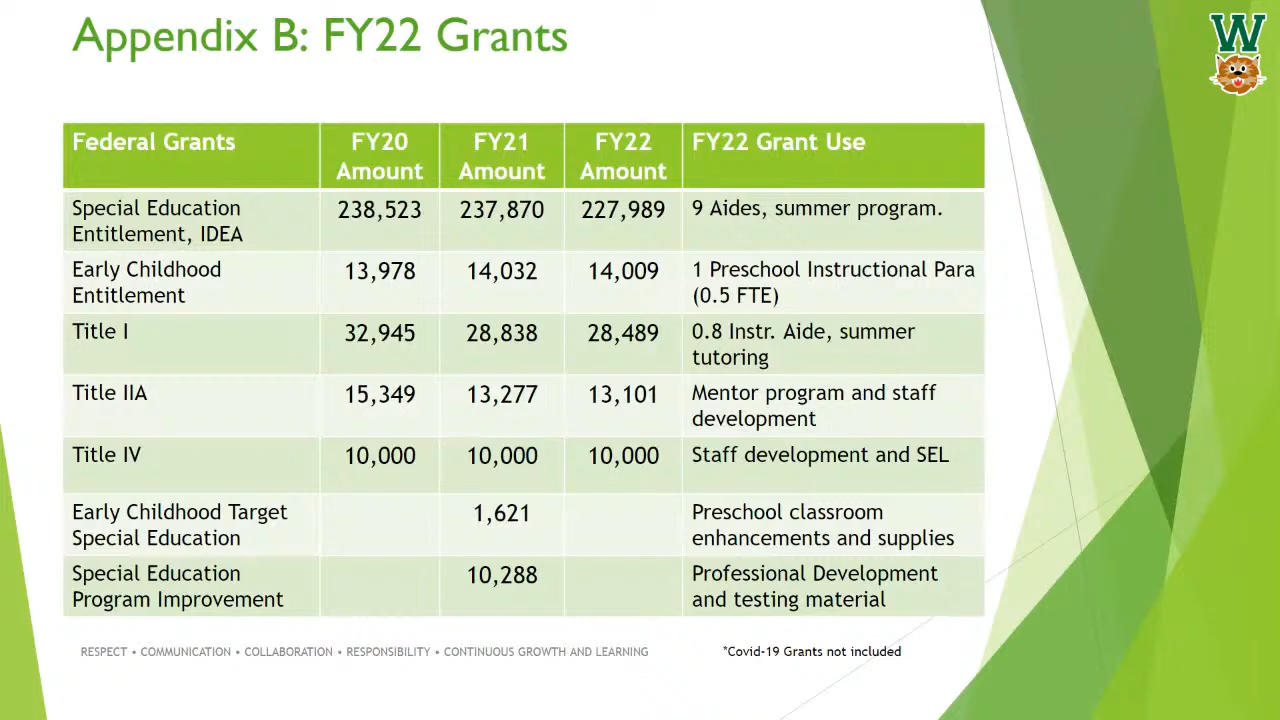 Appendix B: FY22 Grants
W
Federal Grants
FY20
Amount
FY21
Amount
FY22
Amount
FY22 Grant Use
Special Education
Entitlement, IDEA
238,523
237,870
227,989
9 Aides, summer program.
Early Childhood
Entitlement
13,978
14,032
14,009
1 Preschool Instructional Para
(0.5 FTE)
Title I
32,945
28,838
28,489
0.8 Instr. Aide, summer
tutoring
Title IIA
15,349
13,277
13,101
Mentor program and staff
development
Title IV
10,000
10,000
10,000
Staff development and SEL
Early Childhood Target
Special Education
1,621
Preschool classroom
enhancements and supplies
Special Education
Program Improvement
10,288
Professional Development
and testing material
RESPECT • COMMUNICATION • COLLABORATION • RESPONSIBILITY • CONTINUOUS GROWTH AND LEARNING
*Covid-19 Grants not included